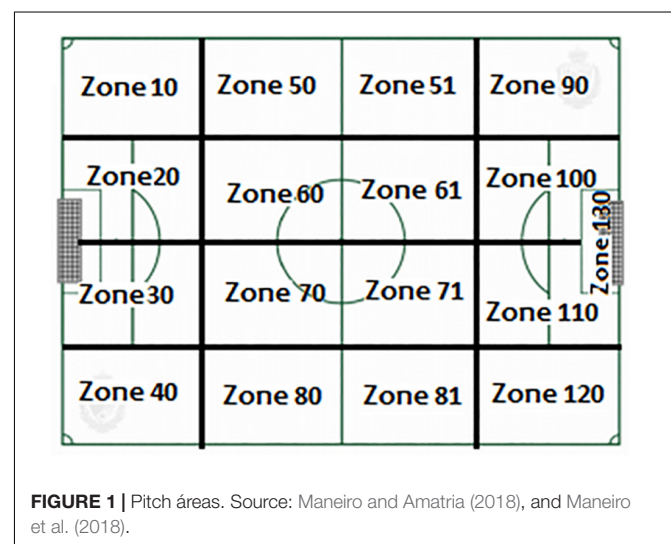 Zone 10 Zone 50 Zone 51 Zone 90
Zone20 Zone 60 Zone 61 Zone 100
Zone 130
Zone 30 Zone 70 Zone 71 Zone 110
Zone 40 Zone 80 Zone 81 Zone 120
FIGURE 1 | Pitch áreas. Source: Maneiro and Amatria (2018), and Maneiro
et al. (2018).